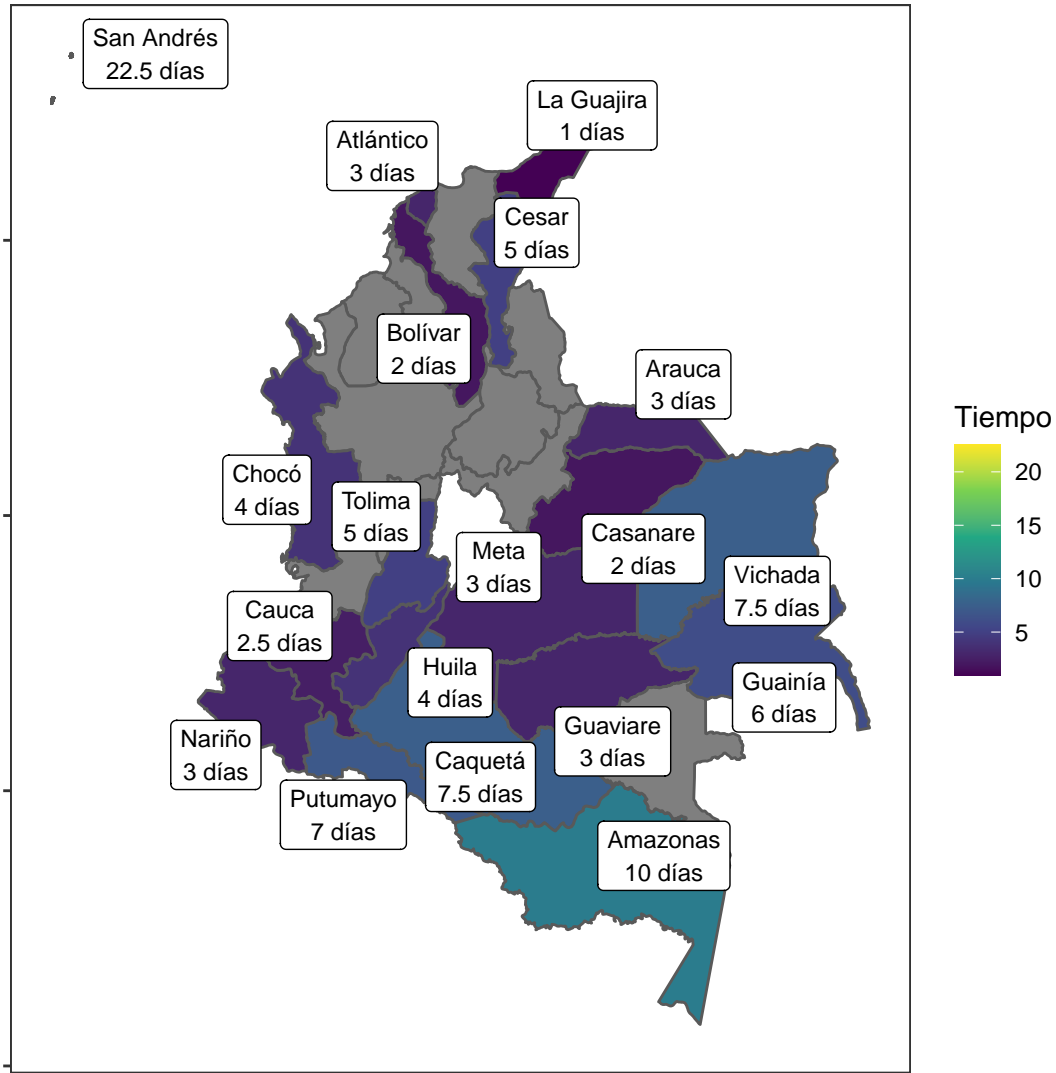 San Andrés
22.5 días
La Guajira
1 días
Atlántico
3 días
Cesar
5 días
Bolívar
2 días
Arauca
3 días
Chocó
4 días
Tolima
5 días
Casanare
2 días
Meta
3 días
Vichada
7.5 días
Cauca
2.5 días
Huila
4 días
Guainía
6 días
Guaviare
3 días
Nariño
3 días
Caquetá
7.5 días
Putumayo
7 días
Amazonas
10 días
Tiempo
20
15
10
5